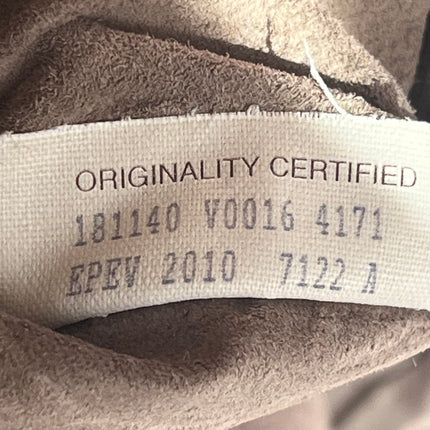 ORIGINALITY CERTIFIED
181140 V0016 4171
EPEV 2010 7122 A